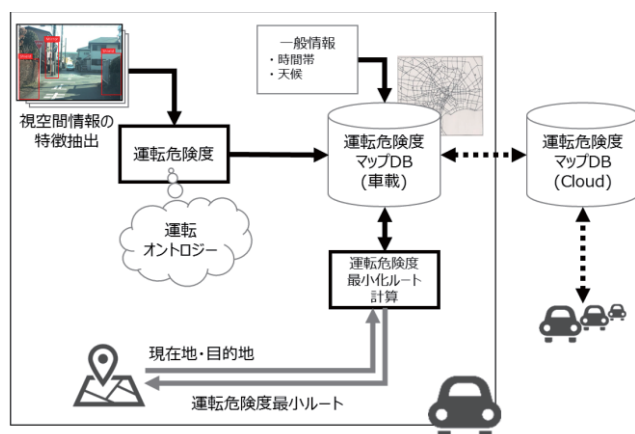 一般情報
・時間帯
・天候
視空間情報の
特徴抽出
運転危険度
運転危険度
マップDB
(車載)
運転危険度
マップDB
(Cloud)
運転
オントロジー
運転危険度
最小化ルート
計算
現在地・目的地
運転危険度最小ルート